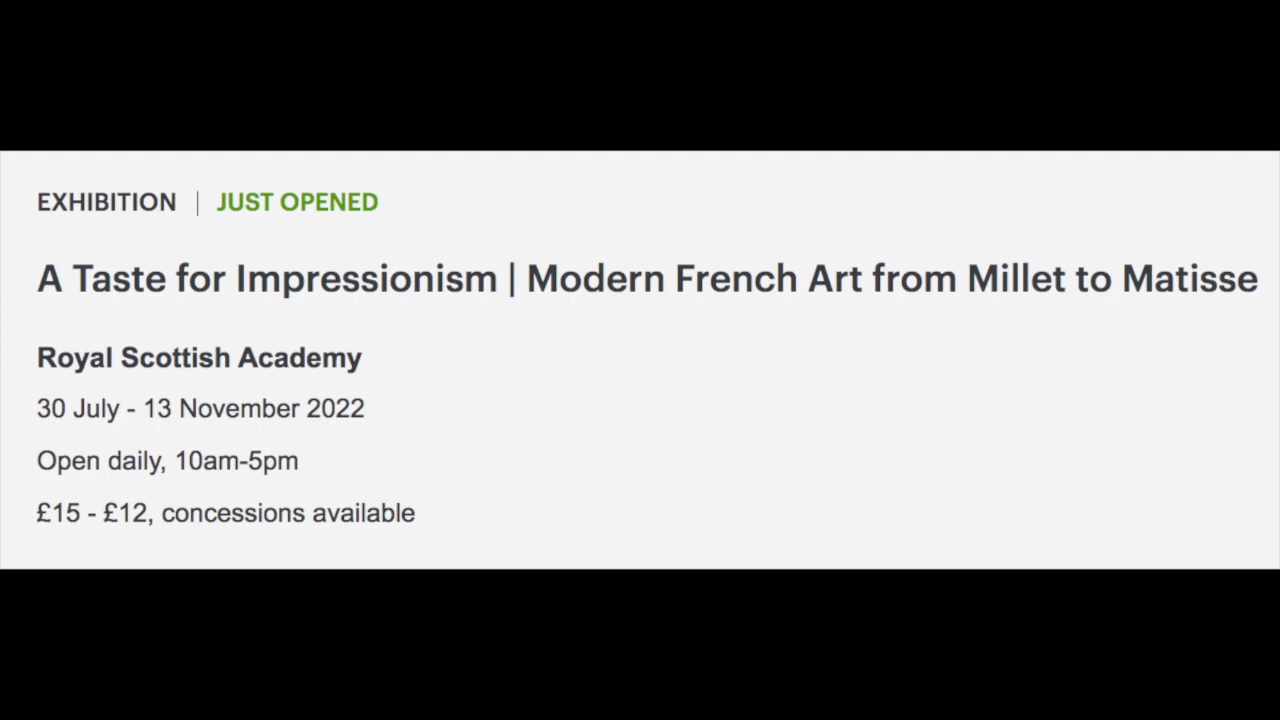 EXHIBITION | JUST OPENED
A Taste for Impressionism | Modern French Art from Millet to Matisse
Royal Scottish Academy
30 July - 13 November 2022
Open daily, 10am-5pm
£15 - £12, concessions available